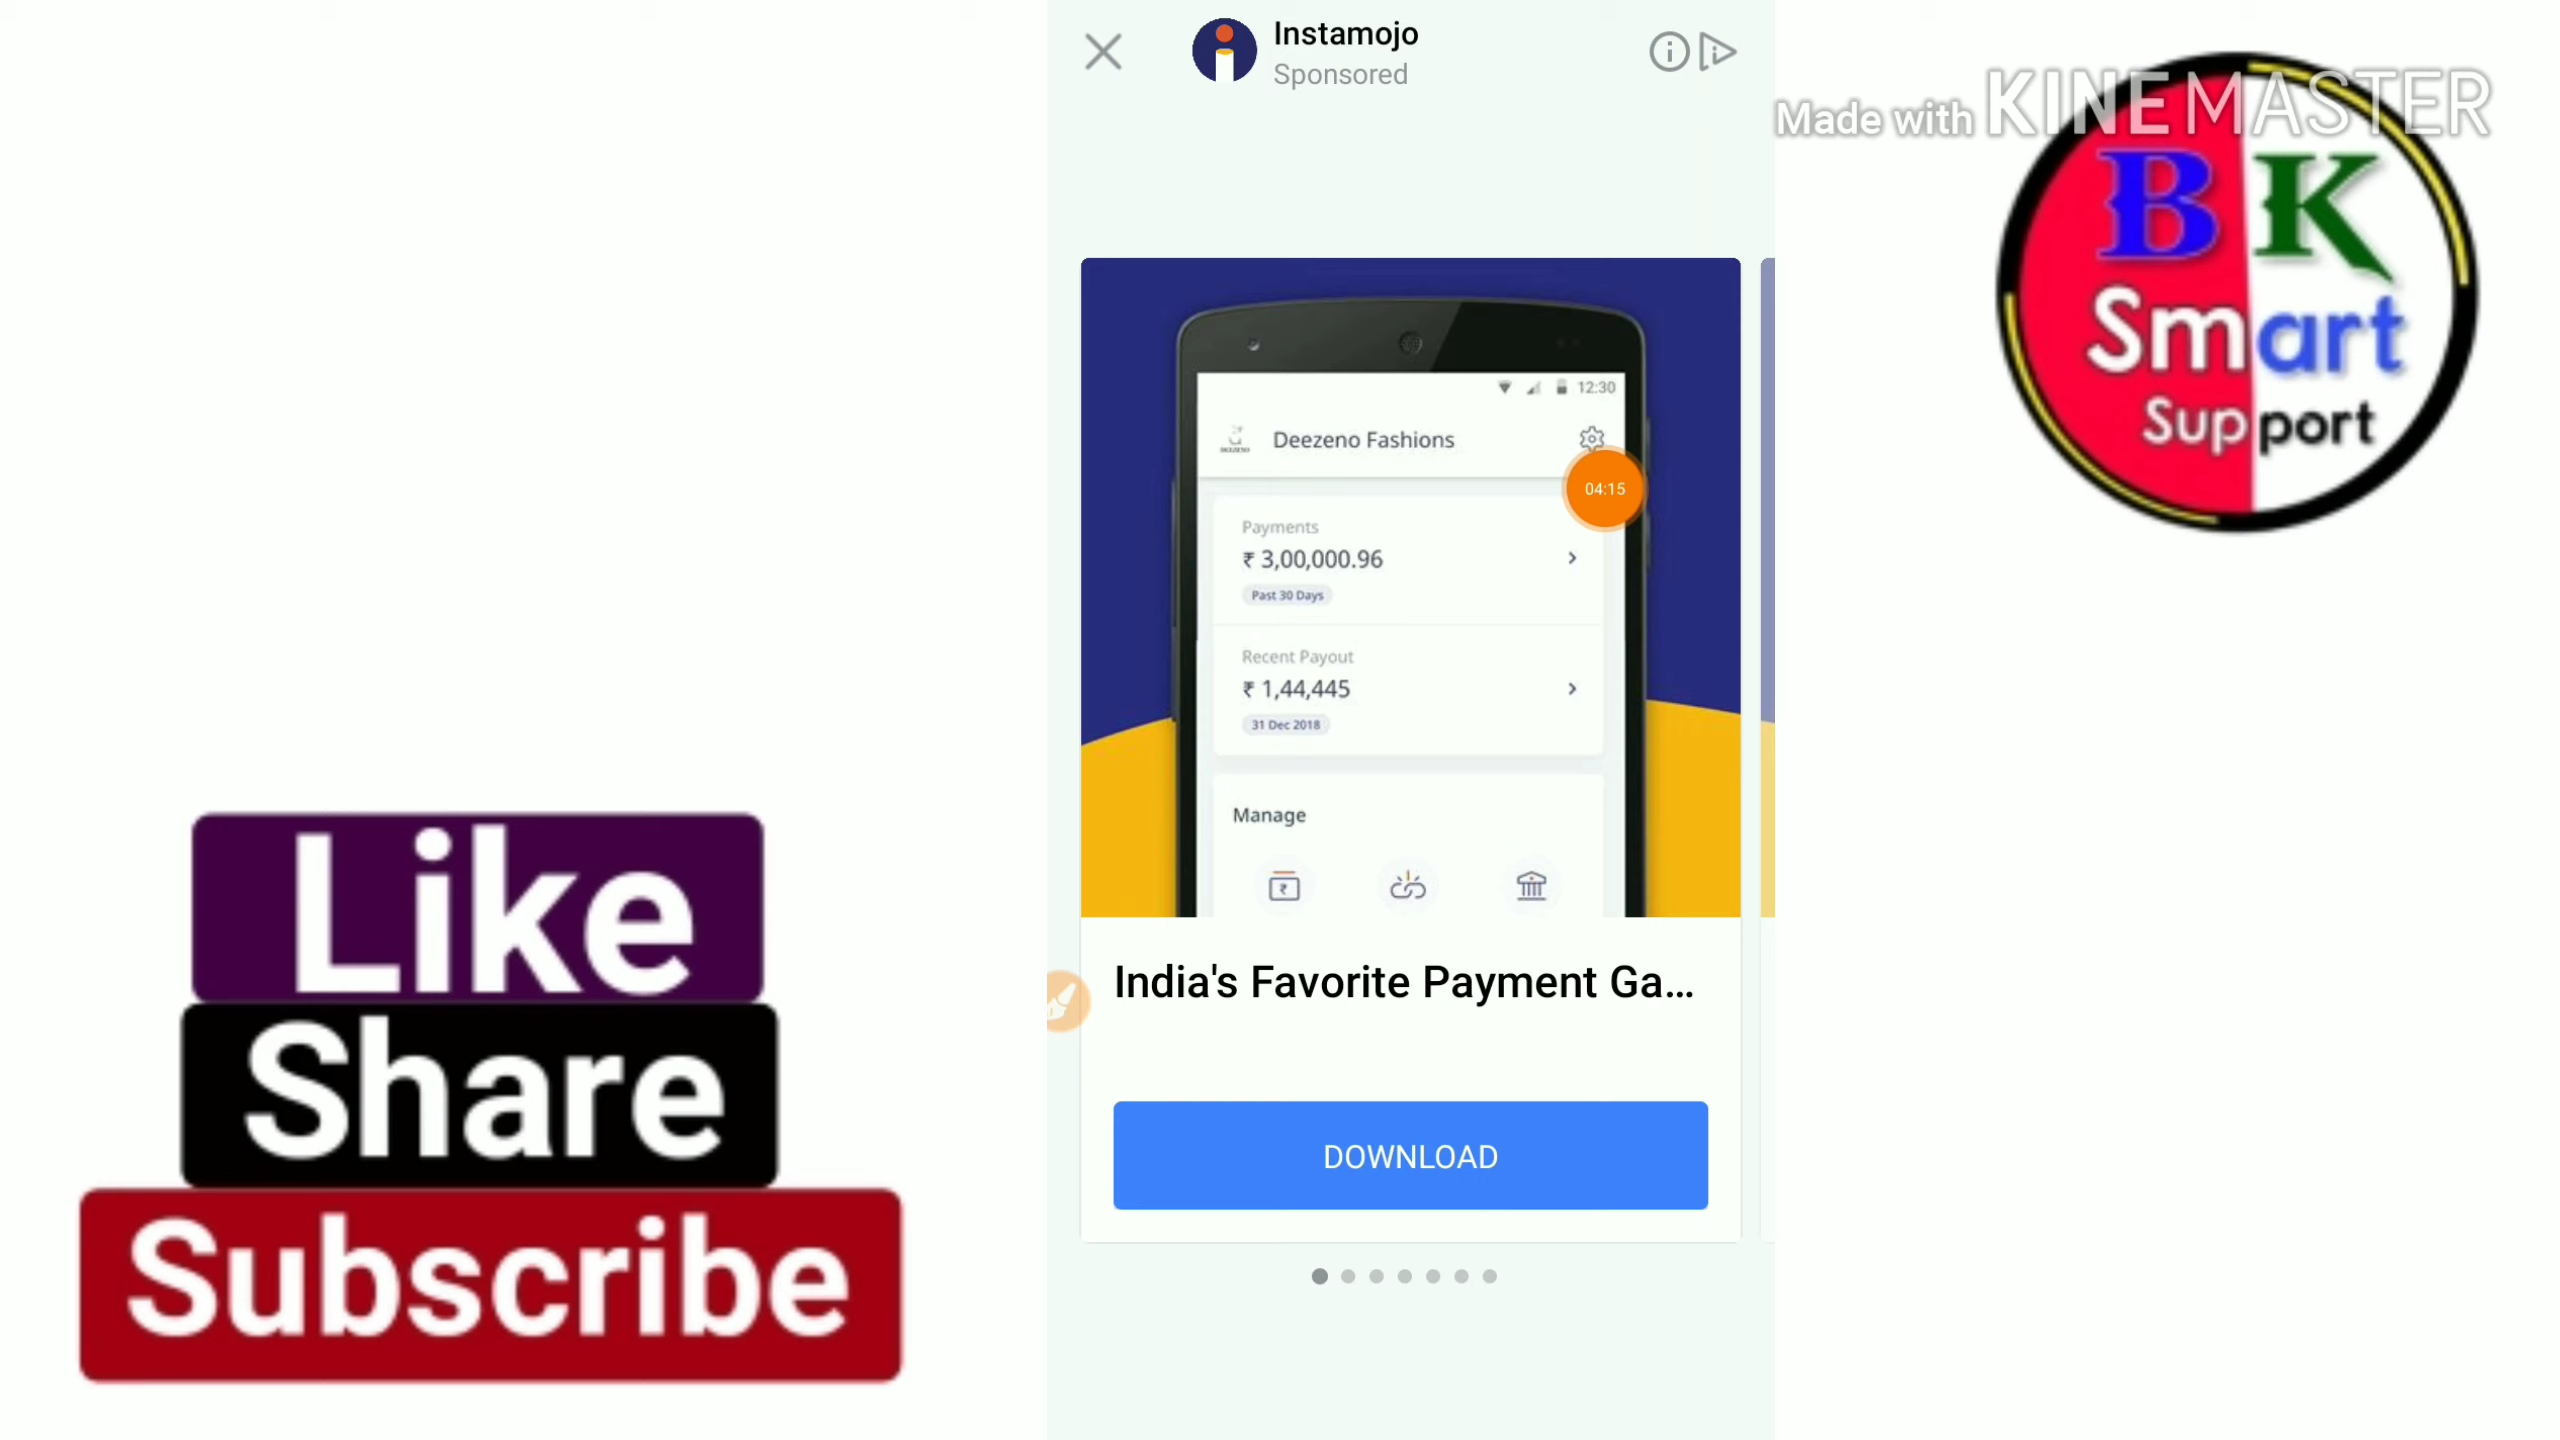 Instamojo
Sponsored
Made with KINEMASTER
BK
Smart
Support
12:30
Deezeno Fashions
04:15
Payments
₹ 3,00,000.96
Past 30 Days
Recent Payout
₹ 1,44,445
31 Dec 2018
Manage
India's Favorite Payment Ga...
DOWNLOAD
Like
Share
Subscribe